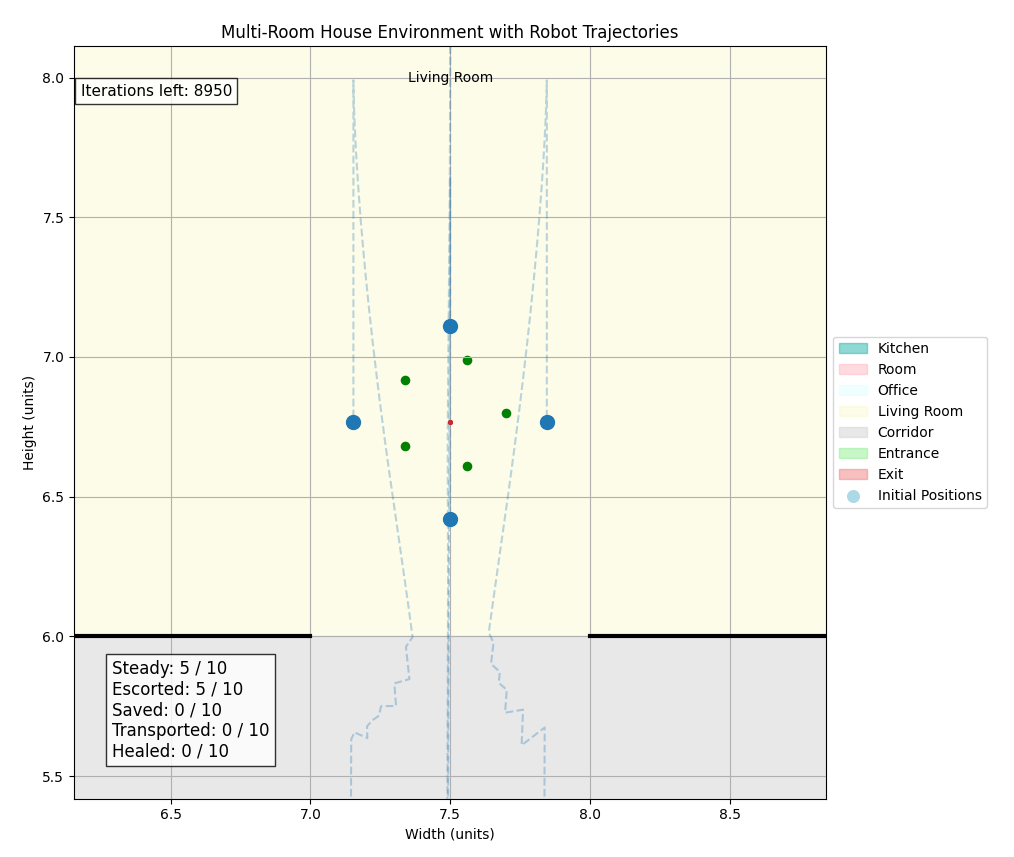 Multi-Room House Environment with Robot Trajectories
8.0
Living Room
Iterations left: 8950
7.5
7.0
Height (units)
6.5
6.0
5.5
Kitchen
Room
Office
Living Room
Corridor
Entrance
Exit
Initial Positions
Steady: 5 / 10
Escorted: 5 / 10
Saved: 0 / 10
Transported: 0 / 10
Healed: 0 / 10
6.5 7.0 7.5 8.0 8.5
Width (units)